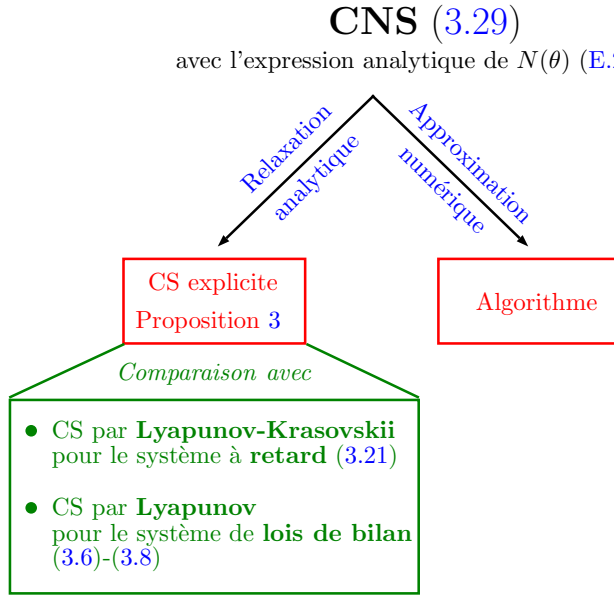 CNS (3.29)
avec l'expression analytique de N(θ) (E.2
Relaxation
analytique
Approximation
numérique
CS explicite
Proposition 3
Algorithme
Comparaison avec
● CS par Lyapunov-Krasovskii
pour le système à retard (3.21)
● CS par Lyapunov
pour le système de lois de bilan
(3.6)-(3.8)